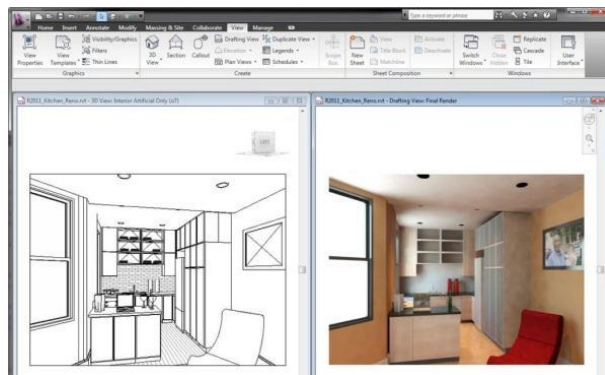 Type a keyword or phrase
Home Insert Annotate Modify Massing & Site Collaborate View Manage
View Properties
View Templates
Visibility/Graphics
Filters
Thin Lines
Graphics
3D View
Section
Callout
Drafting View
Elevation
Plan Views
Duplicate View
Legends
Schedules
Create
Scope Box
New Sheet
View
Title Block
Matchline
Activate
Deactivate
Sheet Composition
Switch Windows
Close Hidden
Replicate
Cascade
Tile
Windows
User Interface
R2011_Kitchen_Reno.rvt - 3D View: Interior Artificial Only (v7)
R2011_Kitchen_Reno.rvt - Drafting View: Final Render